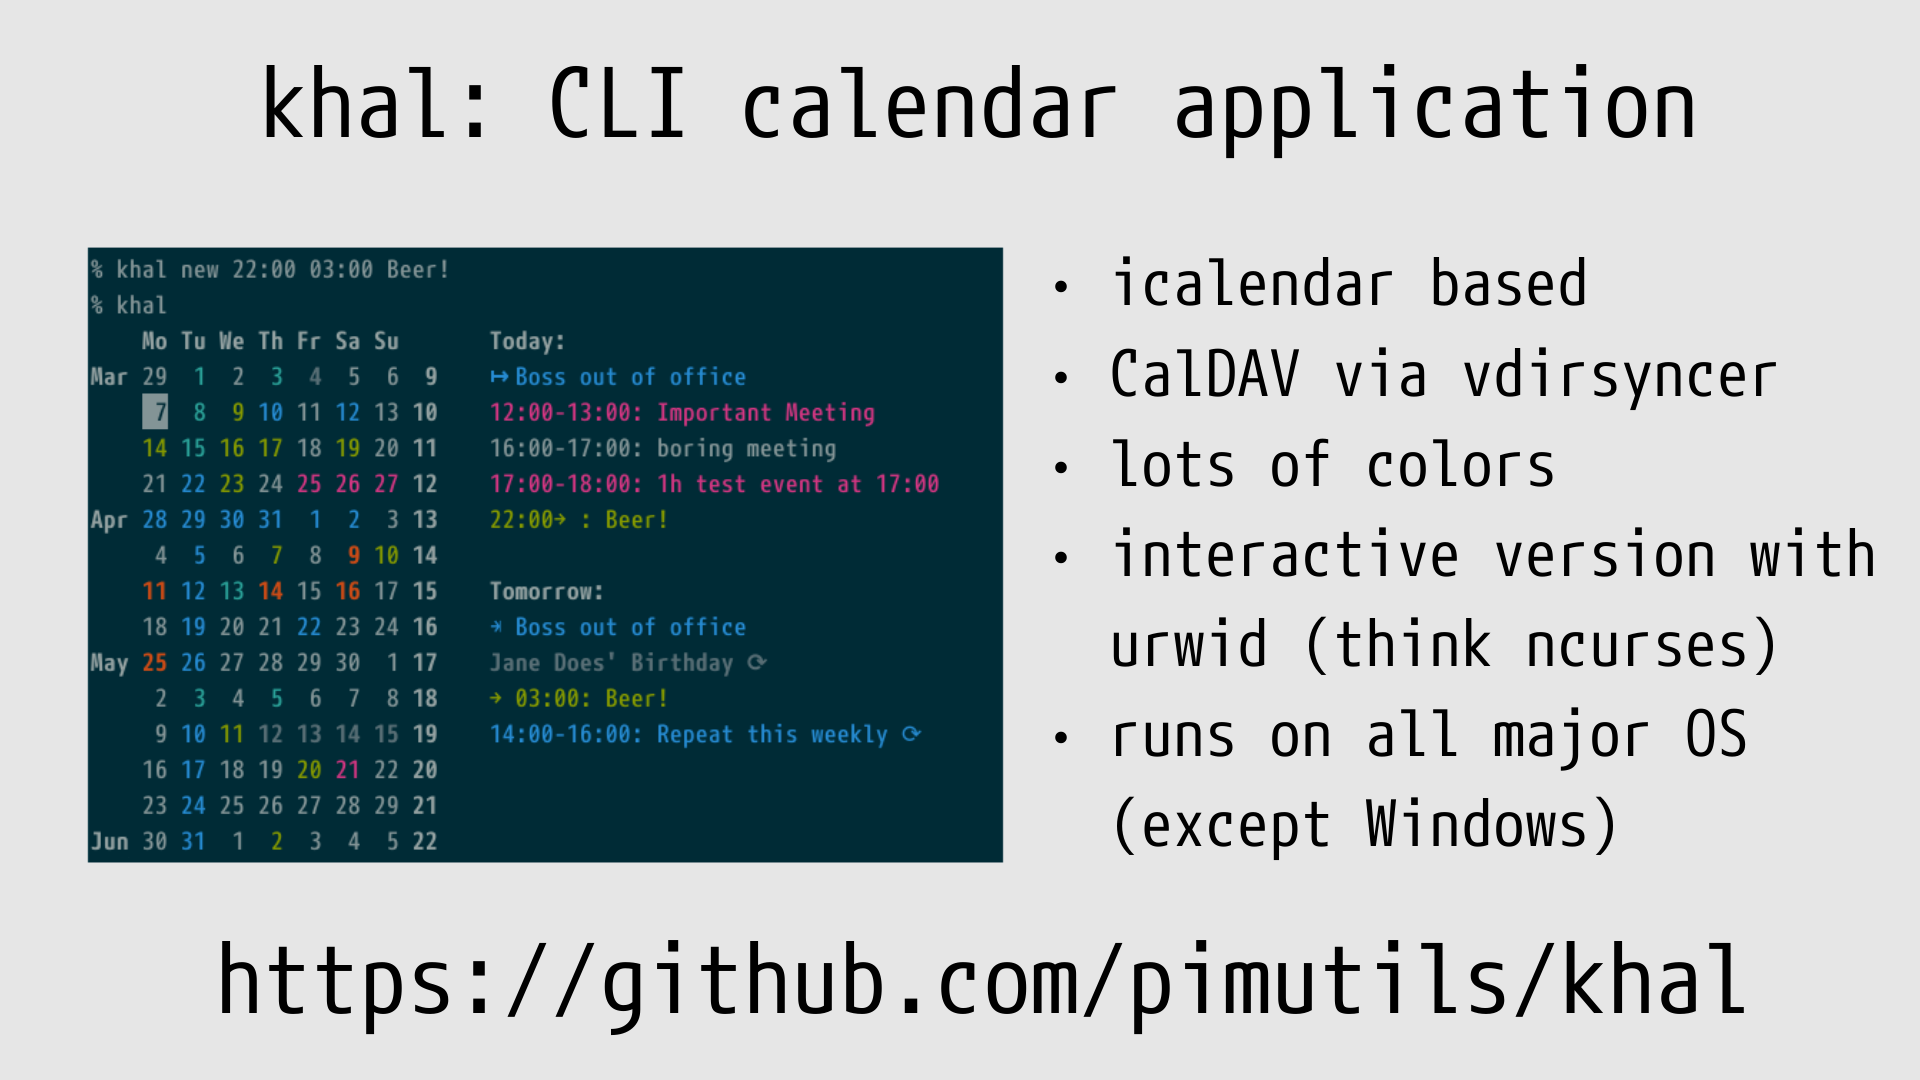 khal: CLI calendar application
% khal new 22:00 03:00 Beer!
% khal
Mo Tu We Th Fr Sa Su Today:
Mar 29 1 2 3 4 5 6 9 ↦ Boss out of office
7 8 9 10 11 12 13 10 12:00-13:00: Important Meeting
14 15 16 17 18 19 20 11 16:00-17:00: boring meeting
21 22 23 24 25 26 27 12 17:00-18:00: 1h test event at 17:00
Apr 28 29 30 31 1 2 3 13 22:00→ : Beer!
4 5 6 7 8 9 10 14
11 12 13 14 15 16 17 15 Tomorrow:
18 19 20 21 22 23 24 16 ⇥ Boss out of office
May 25 26 27 28 29 30 1 17 Jane Does' Birthday ⟳
2 3 4 5 6 7 8 18 → 03:00: Beer!
9 10 11 12 13 14 15 19 14:00-16:00: Repeat this weekly ⟳
16 17 18 19 20 21 22 20
23 24 25 26 27 28 29 21
Jun 30 31 1 2 3 4 5 22
• icalendar based
• CalDAV via vdirsyncer
• lots of colors
• interactive version with
urwid (think ncurses)
• runs on all major OS
(except Windows)
https://github.com/pimutils/khal